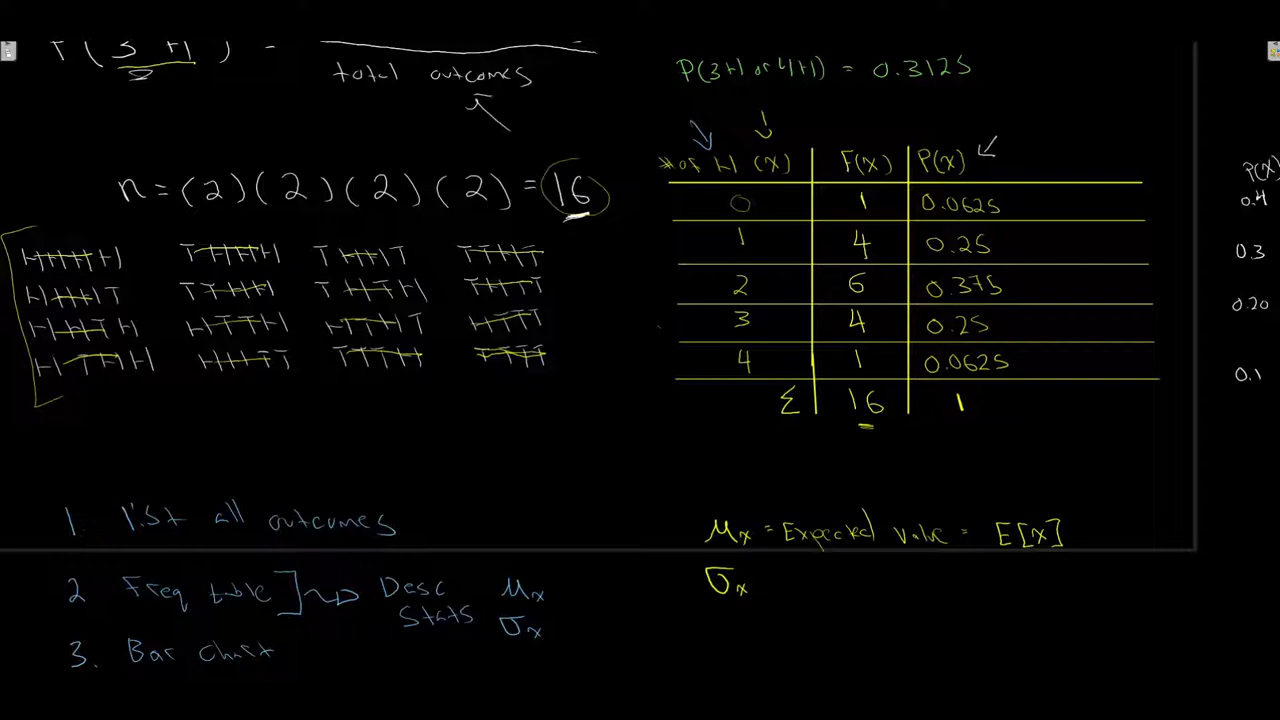 P(3H)
total outcomes
n = (2)(2)(2)(2) = 16
HHHH THHH THHT TTHT
HHHT TTHH THTH HTTT
HHTH HTTH HTHT HTTT
HTHH HHTT TTTH TTTT
1. list all outcomes
2 Freq table ] → Desc Stats μx σx
3. Bar chart
P(3H or 4H) = 0.3125
# of H (x) F(x) P(x)
0 1 0.0625
1 4 0.25
2 6 0.375
3 4 0.25
4 1 0.0625
Σ 16 1
μx = Expected value = E[x]
σx
P(x)
0.4
0.3
0.20
0.1